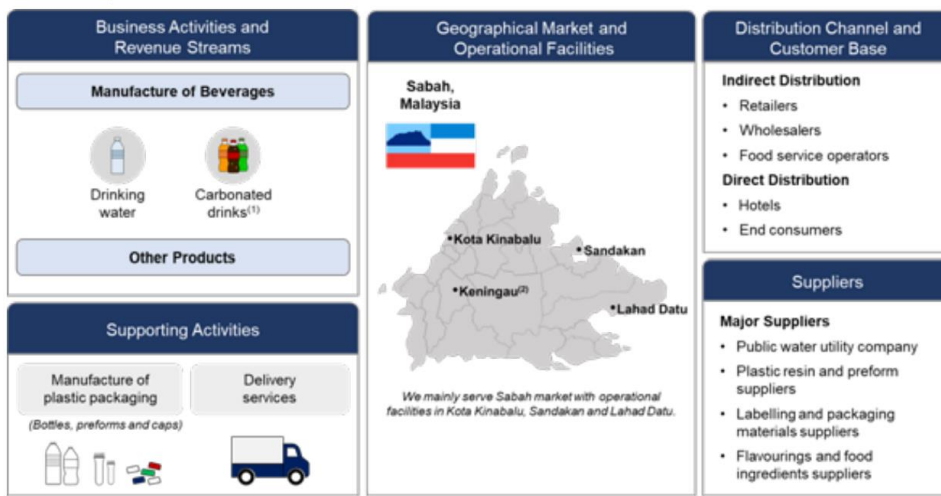 Business Activities and
Revenue Streams
Manufacture of Beverages
Drinking
water
Carbonated
drinks(1)
Other Products
Supporting Activities
Manufacture of
plastic packaging
(Bottles, preforms and caps)
Delivery
services
Geographical Market and
Operational Facilities
Sabah,
Malaysia
•Kota Kinabalu
•Sandakan
•Keningau(2)
•Lahad Datu
We mainly serve Sabah market with operational
facilities in Kota Kinabalu, Sandakan and Lahad Datu.
Distribution Channel and
Customer Base
Indirect Distribution
• Retailers
• Wholesalers
• Food service operators
Direct Distribution
• Hotels
• End consumers
Suppliers
Major Suppliers
• Public water utility company
• Plastic resin and preform
suppliers
• Labelling and packaging
materials suppliers
• Flavourings and food
ingredients suppliers